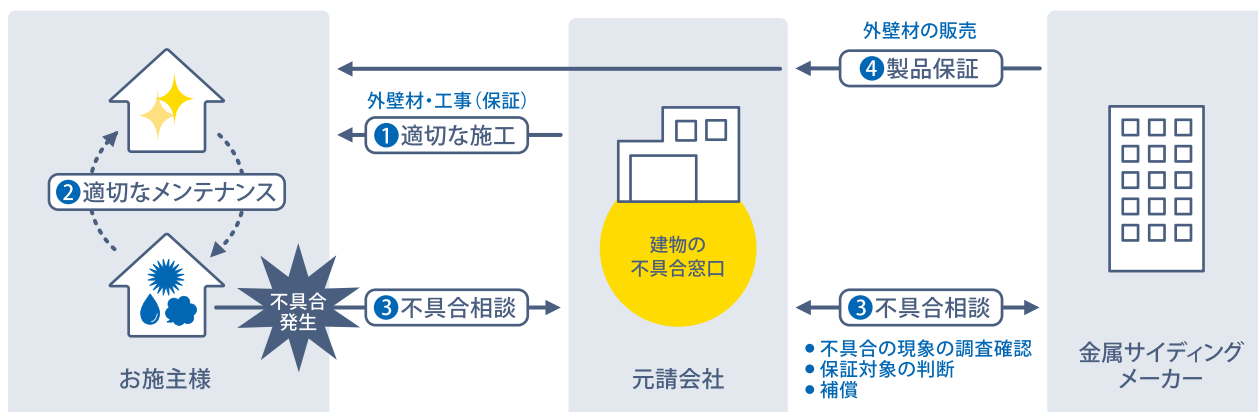 外壁材の販売
❹製品保証
外壁材・工事(保証)
❶適切な施工
❷適切なメンテナンス
建物の
不具合窓口
不具合
発生
❸不具合相談
❸不具合相談
●不具合の現象の調査確認
●保証対象の判断
●補償
お施主様
元請会社
金属サイディング
メーカー